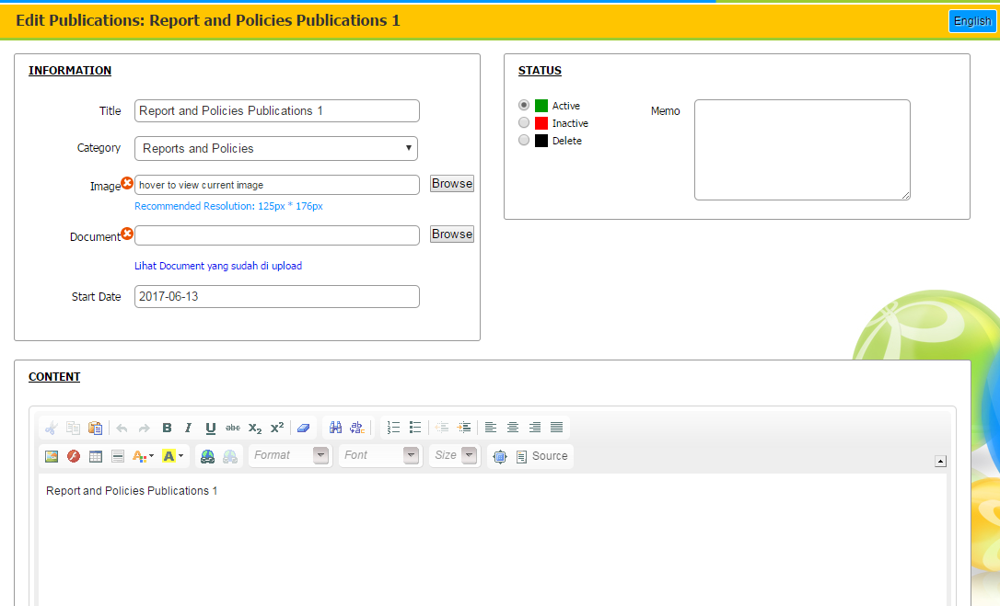 Edit Publications: Report and Policies Publications 1
English
INFORMATION
Title
Report and Policies Publications 1
Category
Reports and Policies
Image
hover to view current image
Browse
Recommended Resolution: 125px * 176px
Document
Browse
Lihat Document yang sudah di upload
Start Date
2017-06-13
STATUS
Active
Inactive
Delete
Memo
CONTENT
B I U abc X₂ X²
Format
Font
Size
Source
Report and Policies Publications 1